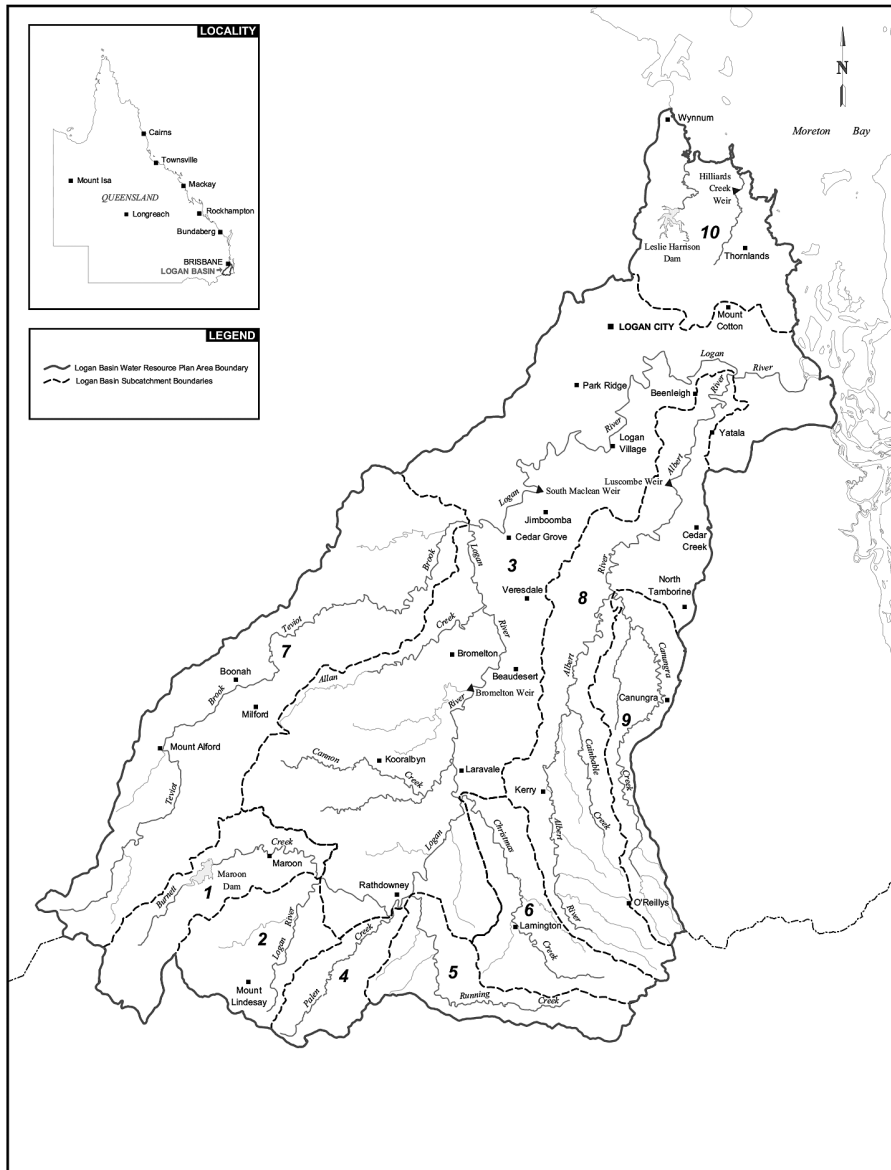 LOCALITY
Cairns
Townsville
Mount Isa
Mackay
QUEENSLAND
Longreach
Rockhampton
Bundaberg
BRISBANE
LOGAN BASIN
LEGEND
Logan Basin Water Resource Plan Area Boundary
Logan Basin Subcatchment Boundaries
N
Moreton Bay
Wynnum
Hilliards
Creek
Weir
10
Leslie Harrison
Dam
Thornlands
Mount
Cotton
LOGAN CITY
Logan
River
River
Park Ridge
Beenleigh
River
Logan
Village
Yatala
Albert
Luscombe Weir
South Maclean Weir
Logan
Jimboomba
Cedar Grove
Cedar
Creek
Logan
Brook
3
River
North
Tamborine
Veresdale
8
Teviot
Creek
River
7
Bromelton
Canungra
Allan
Albert
Boonah
Beaudesert
Brook
River
Bromelton Weir
Canungra
Milford
9
Mount Alford
Cannon
Kooralbyn
Cainbable
Laravale
Creek
Creek
Teviot
Kerry
Creek
Logan
Christmas
Albert
Creek
Maroon
1
Maroon
Dam
Burnett
Rathdowney
O'Reillys
6
River
Lamington
River
Creek
2
Logan
Creek
4
5
Mount
Lindesay
Palen
Running
Creek